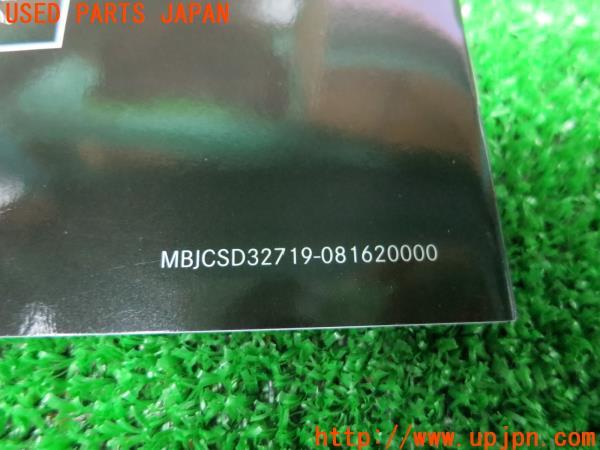 USED PARTS JAPAN
MBJCSD32719-081620000
http://www.upjpn.com